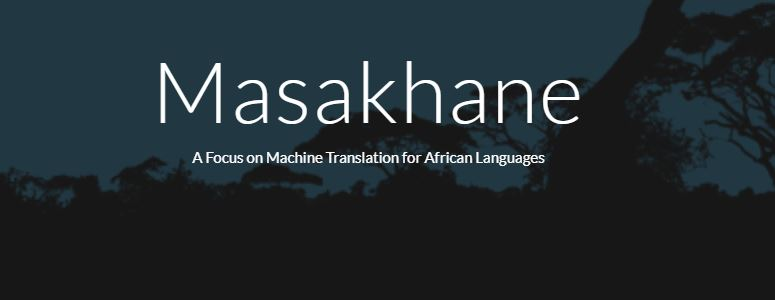 Masakhane
A Focus on Machine Translation for African Languages